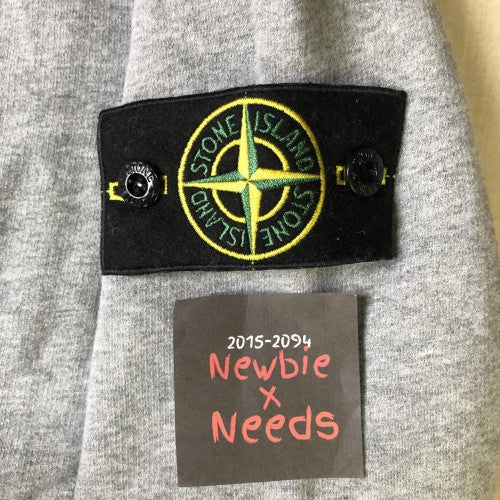 STONE ISLAND
STONE ISLAND
2015-2094
Newbie
x
Needs